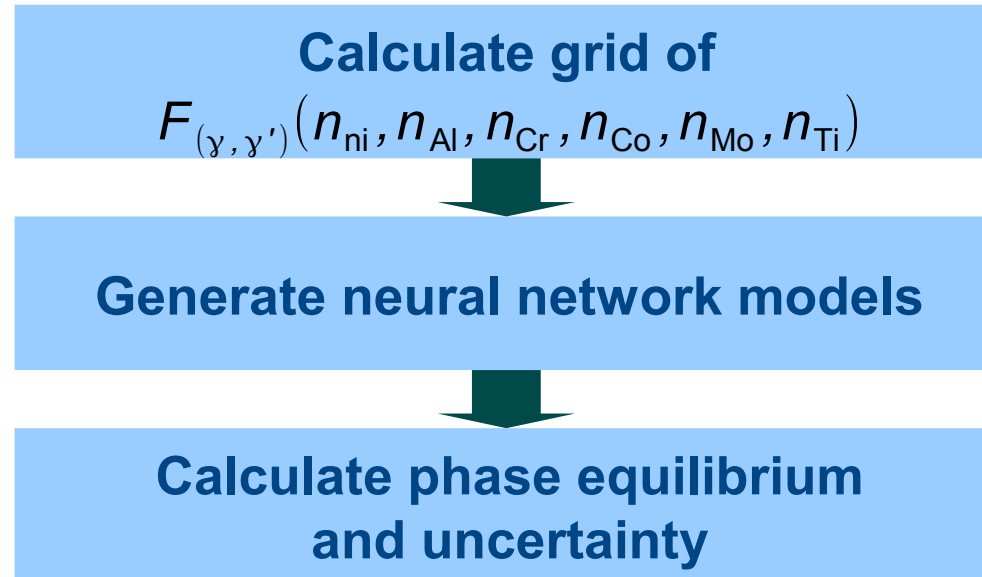 Calculate grid of
F(γ,γ')(nni,nAl,nCr,nCo,nMo,nTi)
Generate neural network models
Calculate phase equilibrium
and uncertainty